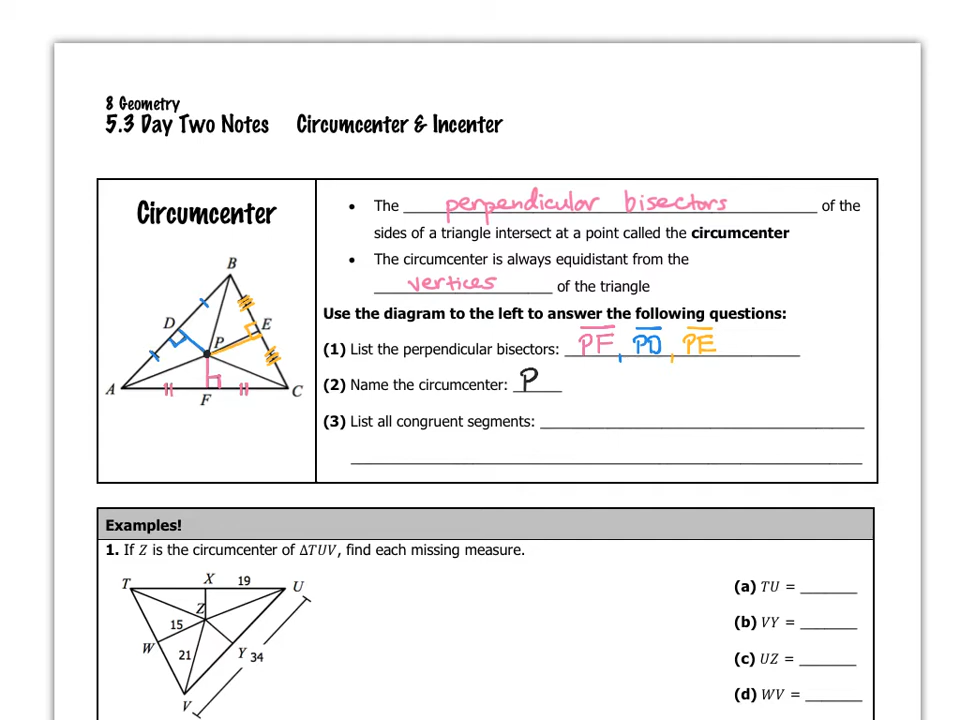 8 Geometry
5.3 Day Two Notes Circumcenter & Incenter
Circumcenter
B
D
E
P
A
F
C
• The perpendicular bisectors of the
sides of a triangle intersect at a point called the circumcenter
• The circumcenter is always equidistant from the
vertices of the triangle
Use the diagram to the left to answer the following questions:
(1) List the perpendicular bisectors: PF, PD, PE
(2) Name the circumcenter: P
(3) List all congruent segments:
Examples!
1. If Z is the circumcenter of ΔTUV, find each missing measure.
T X 19 U
Z
15
W 21 Y 34
V
(a) TU =
(b) VY =
(c) UZ =
(d) WV =